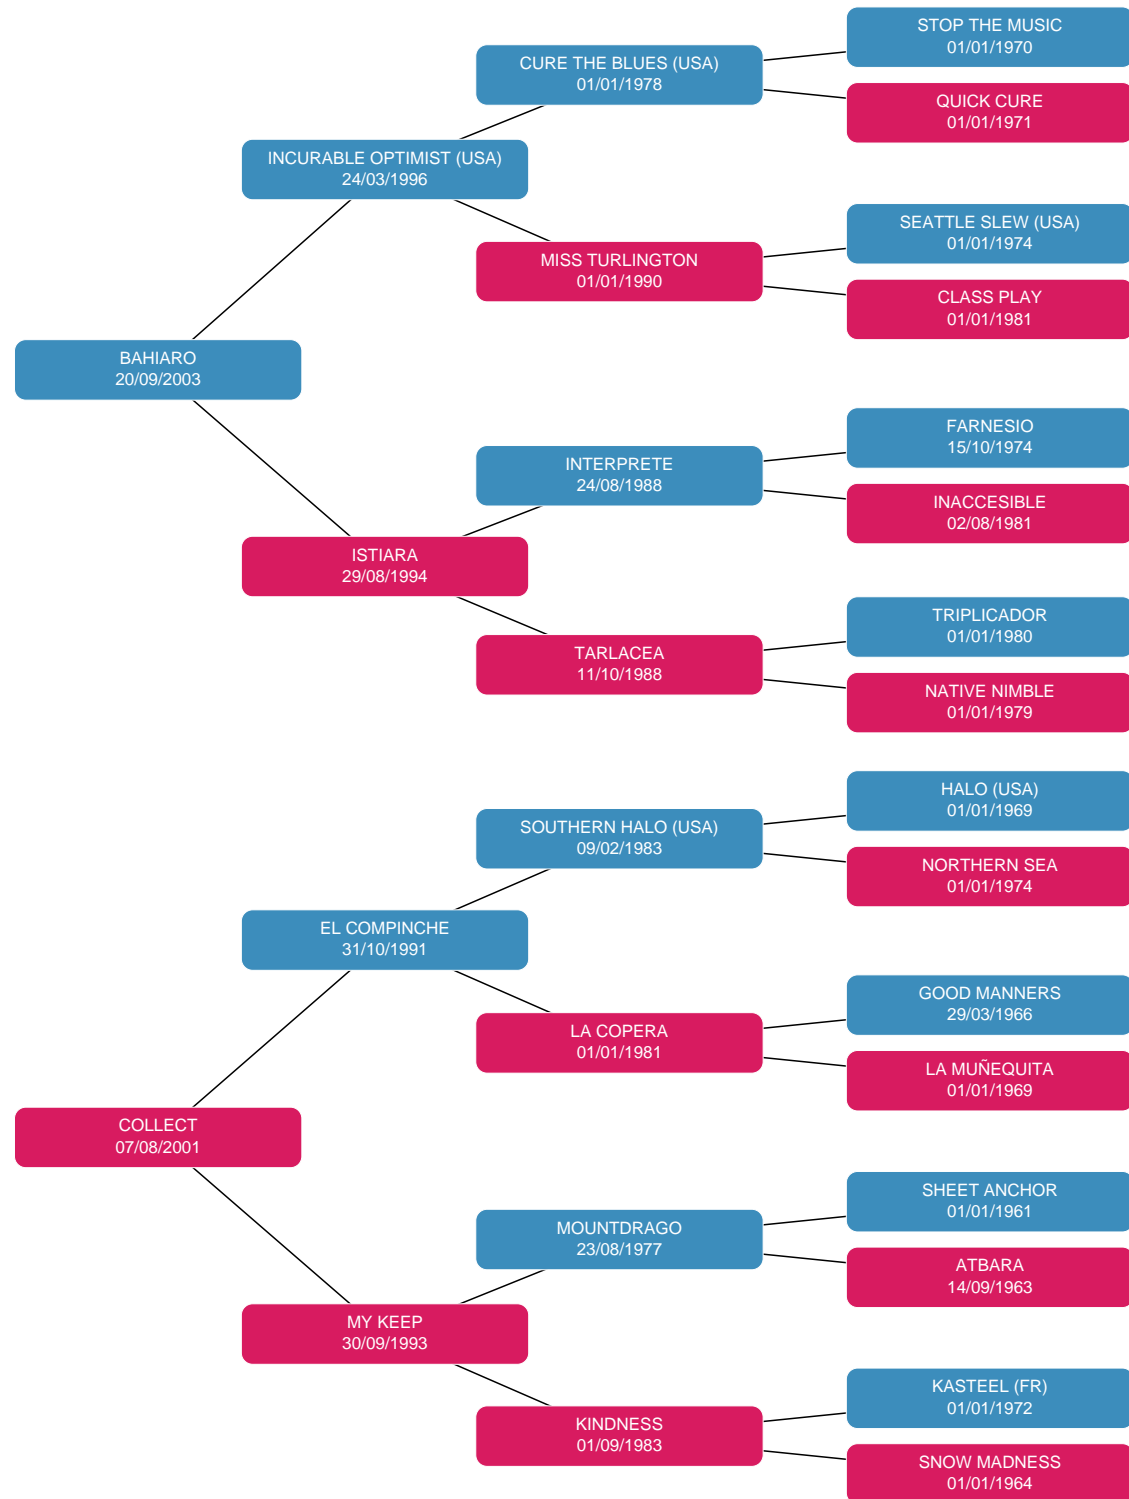 STOP THE MUSIC
01/01/1970
CURE THE BLUES (USA)
01/01/1978
QUICK CURE
01/01/1971
INCURABLE OPTIMIST (USA)
24/03/1996
SEATTLE SLEW (USA)
01/01/1974
MISS TURLINGTON
01/01/1990
CLASS PLAY
01/01/1981
BAHIARO
20/09/2003
FARNESIO
15/10/1974
INTERPRETE
24/08/1988
INACCESIBLE
02/08/1981
ISTIARA
29/08/1994
TRIPLICADOR
01/01/1980
TARLACEA
11/10/1988
NATIVE NIMBLE
01/01/1979
HALO (USA)
01/01/1969
SOUTHERN HALO (USA)
09/02/1983
NORTHERN SEA
01/01/1974
EL COMPINCHE
31/10/1991
GOOD MANNERS
29/03/1966
LA COPERA
01/01/1981
LA MUÑEQUITA
01/01/1969
COLLECT
07/08/2001
SHEET ANCHOR
01/01/1961
MOUNTDRAGO
23/08/1977
ATBARA
14/09/1963
MY KEEP
30/09/1993
KASTEEL (FR)
01/01/1972
KINDNESS
01/09/1983
SNOW MADNESS
01/01/1964